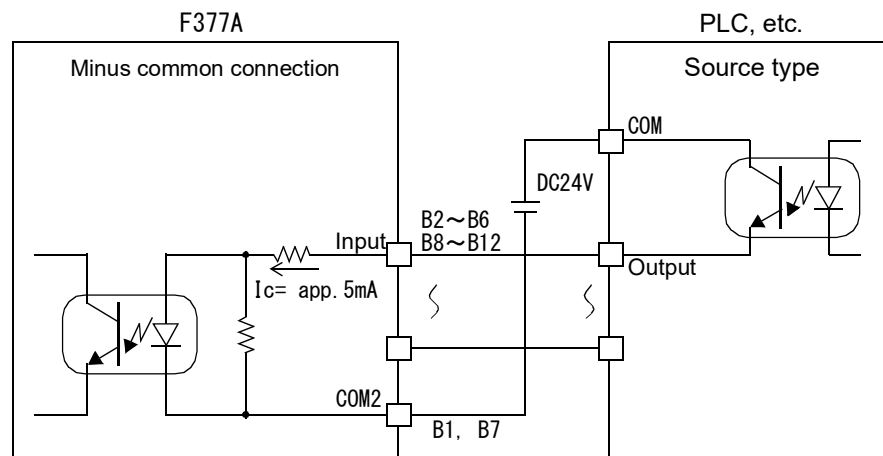 F377A
Minus common connection
PLC, etc.
Source type
COM
DC24V
B2～B6
B8～B12
Input
Output
Ic= app.5mA
COM2
B1, B7